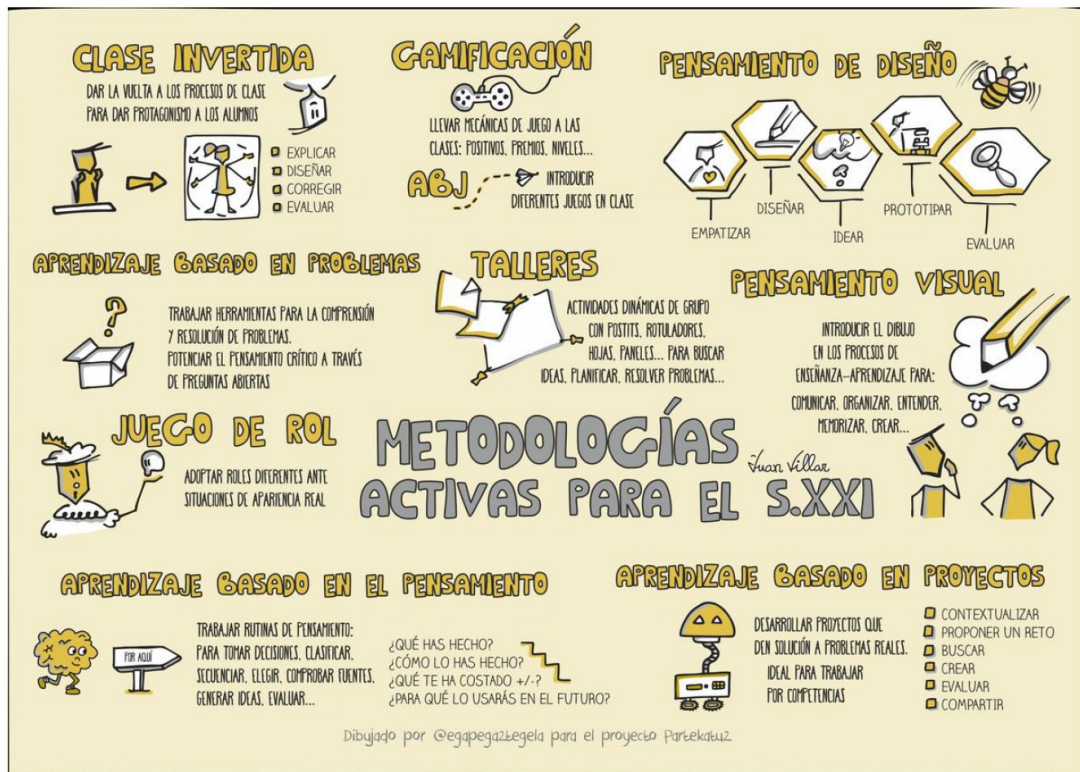 CLASE INVERTIDA
DAR LA VUELTA A LOS PROCESOS DE CLASE
PARA DAR PROTAGONISMO A LOS ALUMNOS
EXPLICAR
DISEÑAR
CORREGIR
EVALUAR
GAMIFICACIÓN
LLEVAR MECÁNICAS DE JUEGO A LAS
CLASES: POSITIVOS, PREMIOS, NIVELES...
ABJ
INTRODUCIR
DIFERENTES JUEGOS EN CLASE
PENSAMIENTO DE DISEÑO
EMPATIZAR
DISEÑAR
IDEAR
PROTOTIPAR
EVALUAR
APRENDIZAJE BASADO EN PROBLEMAS
TRABAJAR HERRAMIENTAS PARA LA COMPRENSIÓN
Y RESOLUCIÓN DE PROBLEMAS.
POTENCIAR EL PENSAMIENTO CRÍTICO A TRAVÉS
DE PREGUNTAS ABIERTAS
TALLERES
ACTIVIDADES DINÁMICAS DE GRUPO
CON POSTITS, ROTULADORES,
HOJAS, PANELES... PARA BUSCAR
IDEAS, PLANIFICAR, RESOLVER PROBLEMAS...
PENSAMIENTO VISUAL
INTRODUCIR EL DIBUJO
EN LOS PROCESOS DE
ENSEÑANZA-APRENDIZAJE PARA:
COMUNICAR, ORGANIZAR, ENTENDER,
MEMORIZAR, CREAR...
JUEGO DE ROL
ADOPTAR ROLES DIFERENTES ANTE
SITUACIONES DE APARIENCIA REAL
METODOLOGÍAS
ACTIVAS PARA EL S.XXI
Juan Villar
APRENDIZAJE BASADO EN EL PENSAMIENTO
POR AQUÍ
TRABAJAR RUTINAS DE PENSAMIENTO:
PARA TOMAR DECISIONES, CLASIFICAR,
SECUENCIAR, ELEGIR, COMPROBAR FUENTES,
GENERAR IDEAS, EVALUAR...
¿QUÉ HAS HECHO?
¿CÓMO LO HAS HECHO?
¿QUÉ TE HA COSTADO +/-?
¿PARA QUÉ LO USARÁS EN EL FUTURO?
APRENDIZAJE BASADO EN PROYECTOS
DESARROLLAR PROYECTOS QUE
DEN SOLUCIÓN A PROBLEMAS REALES.
IDEAL PARA TRABAJAR
POR COMPETENCIAS
CONTEXTUALIZAR
PROPONER UN RETO
BUSCAR
CREAR
EVALUAR
COMPARTIR
Dibujado por @egapega2tegela para el proyecto Partekatu2